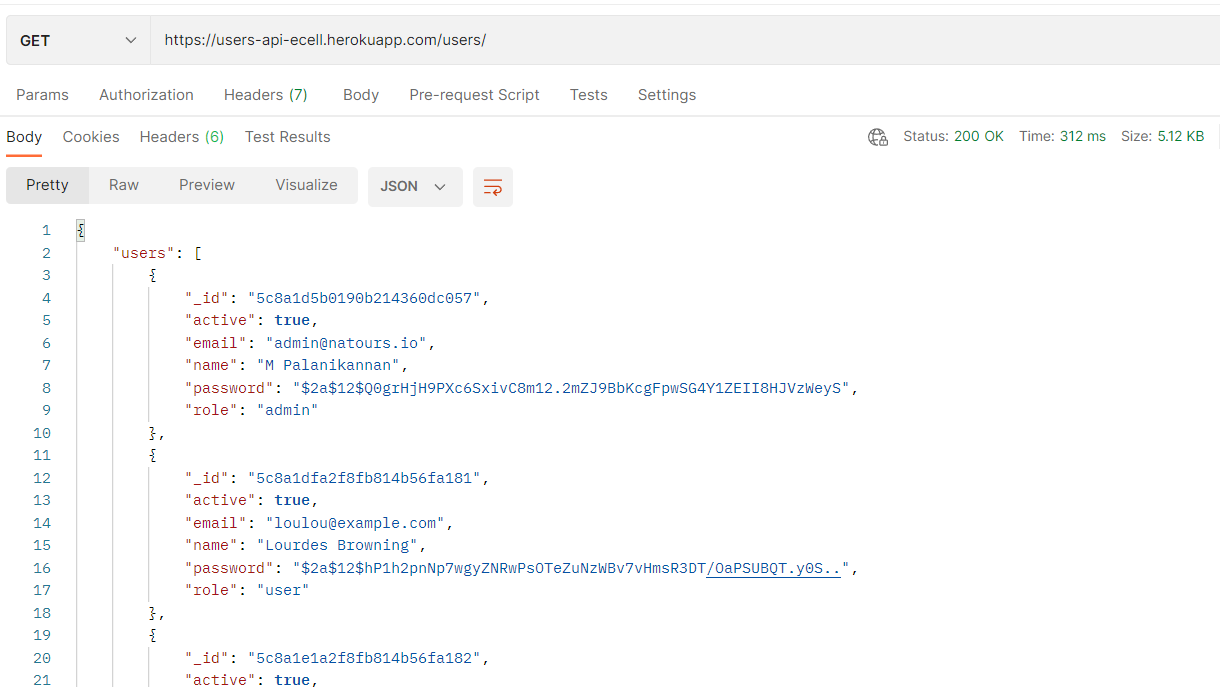 GET https://users-api-ecell.herokuapp.com/users/
Params Authorization Headers (7) Body Pre-request Script Tests Settings
Body Cookies Headers (6) Test Results Status: 200 OK Time: 312 ms Size: 5.12 KB
Pretty Raw Preview Visualize JSON
1 {
2 "users": [
3 {
4 "_id": "5c8a1d5b0190b214360dc057",
5 "active": true,
6 "email": "admin@natours.io",
7 "name": "M Palanikannan",
8 "password": "$2a$12$Q0grHjH9PXc6SxivC8m12.2mZJ9BbKcgFpwSG4Y1ZEII8HJVzWeyS",
9 "role": "admin"
10 },
11 {
12 "_id": "5c8a1dfa2f8fb814b56fa181",
13 "active": true,
14 "email": "loulou@example.com",
15 "name": "Lourdes Browning",
16 "password": "$2a$12$hP1h2pnNp7wgyZNRwPsOTeZuNzWBv7vHmsR3DT/OaPSUBQT.y0S..",
17 "role": "user"
18 },
19 {
20 "_id": "5c8a1e1a2f8fb814b56fa182",
21 "active": true,